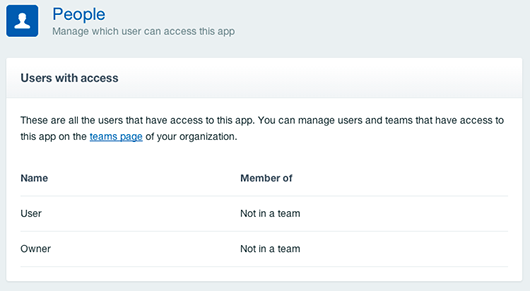 People
Manage which user can access this app
Users with access
These are all the users that have access to this app. You can manage users and teams that have access to
this app on the teams page of your organization.
Name Member of
User Not in a team
Owner Not in a team